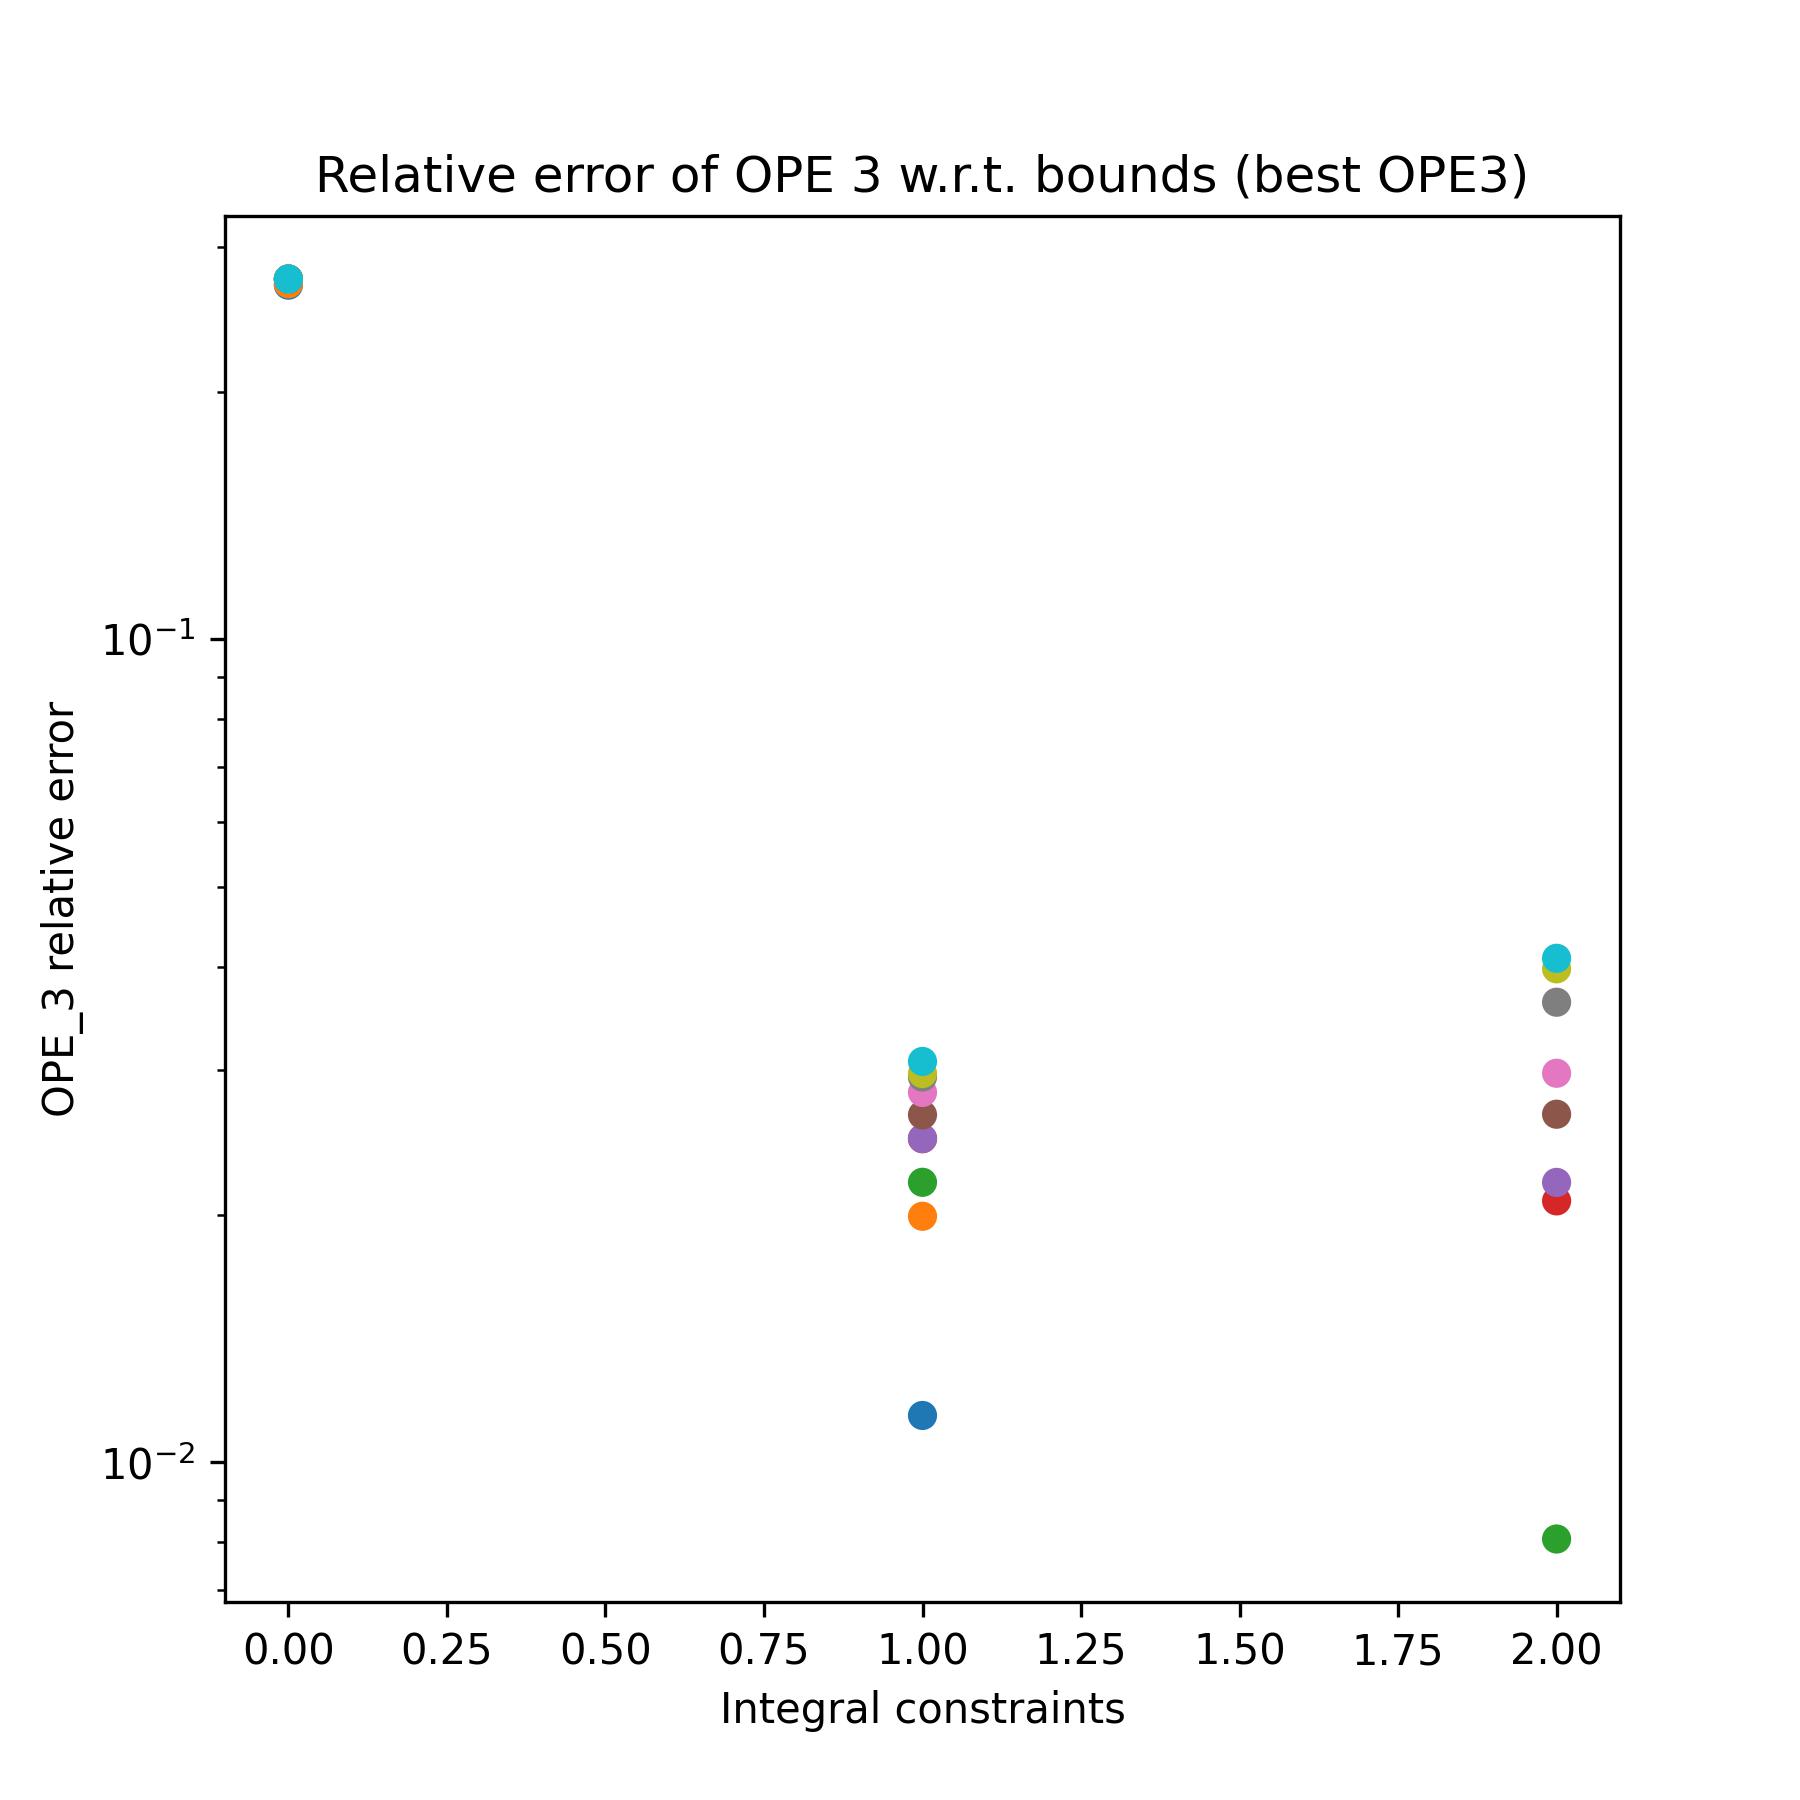 Relative error of OPE 3 w.r.t. bounds (best OPE3)
OPE_3 relative error
10⁻¹
10⁻²
0.00 0.25 0.50 0.75 1.00 1.25 1.50 1.75 2.00
Integral constraints